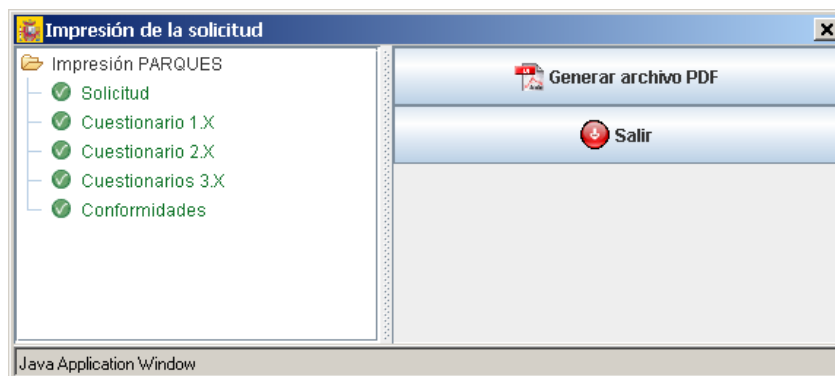 Impresión de la solicitud
Impresión PARQUES
Solicitud
Cuestionario 1.X
Cuestionario 2.X
Cuestionarios 3.X
Conformidades
Generar archivo PDF
Salir
Java Application Window